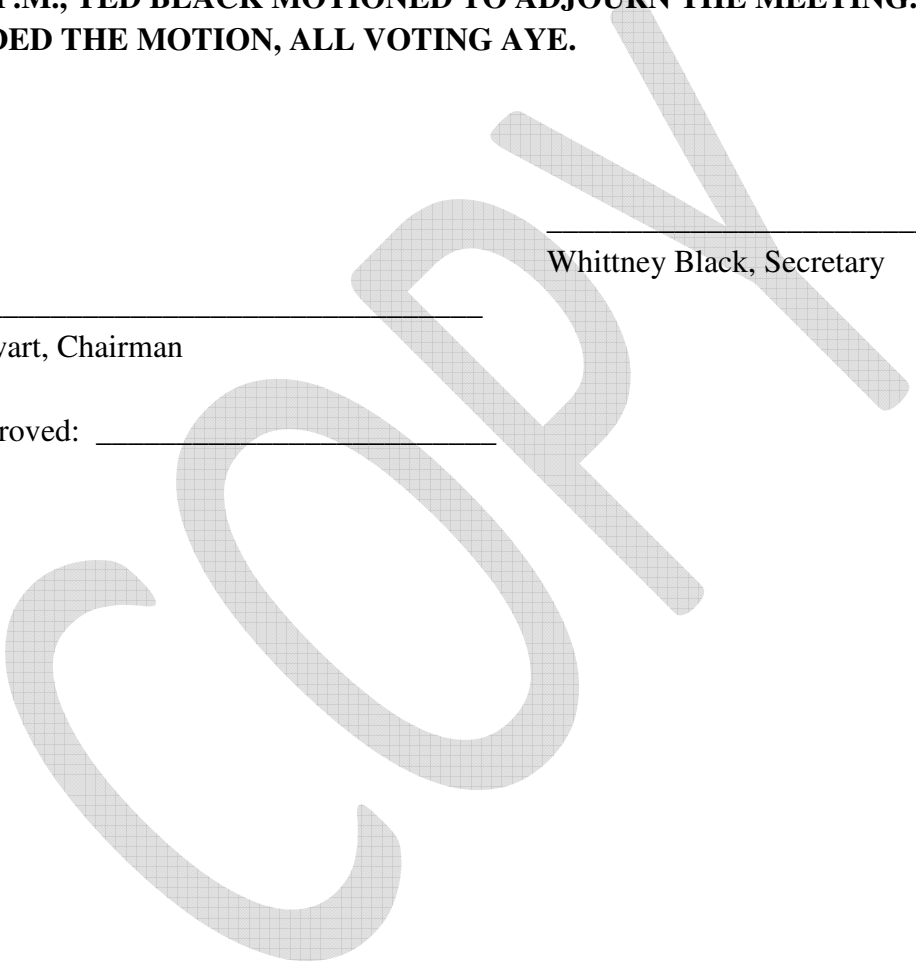 P.M., TED BLACK MOTIONED TO ADJOURN THE MEETING.
DED THE MOTION, ALL VOTING AYE.
Whittney Black, Secretary
vart, Chairman
roved:
COPY